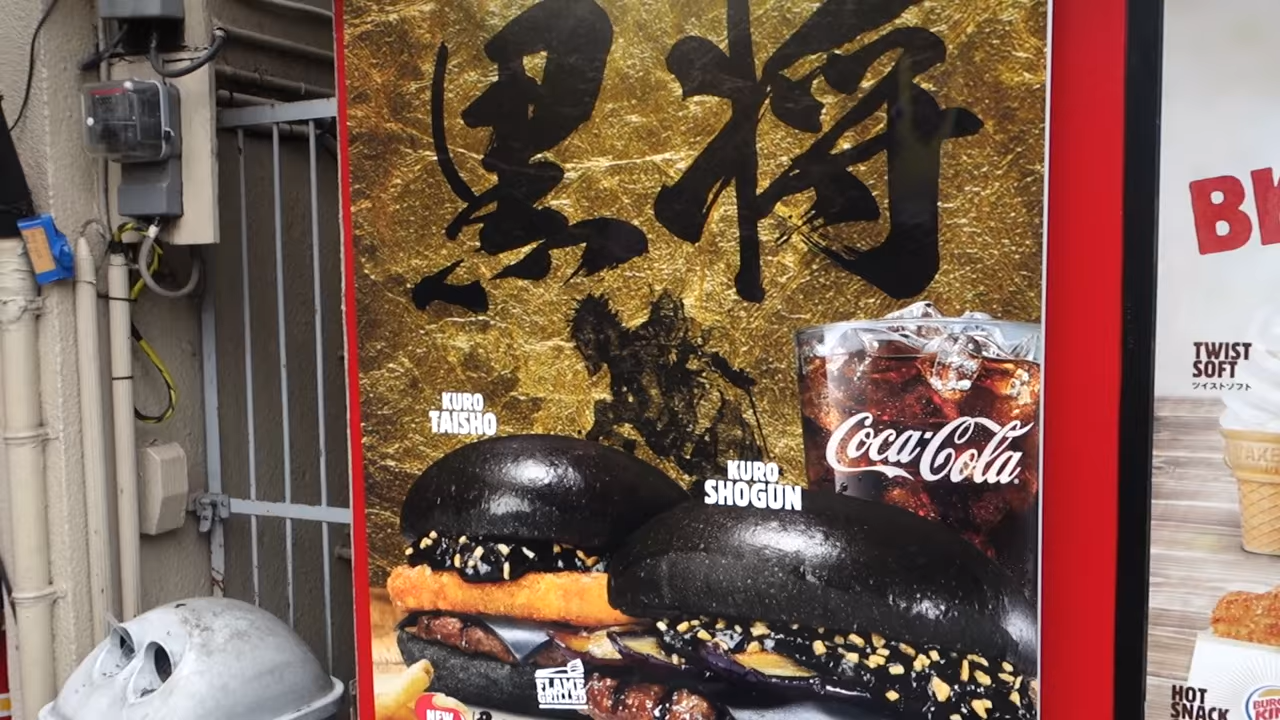 黒将
KURO
TAISHO
KURO
SHOGUN
Coca-Cola
FLAME
GRILLED
NEW
TWIST
SOFT
ツイストソフト
HOT
SNACK